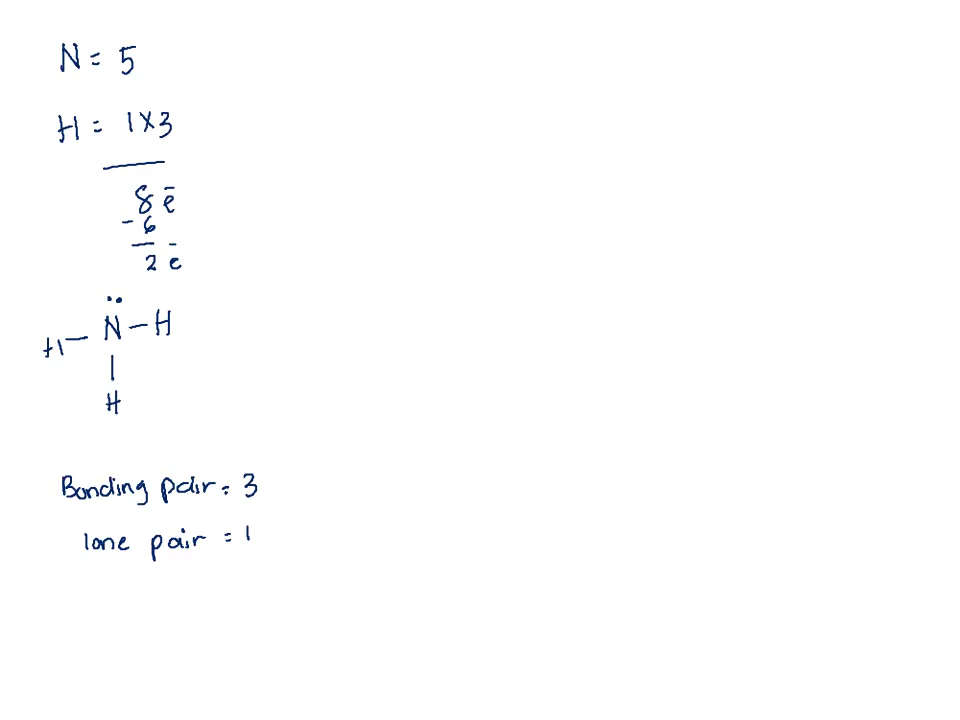 N = 5
H = 1x3
8 ē
- 6
2 ē
H - N̈ - H
|
H
Bonding pair = 3
lone pair = 1